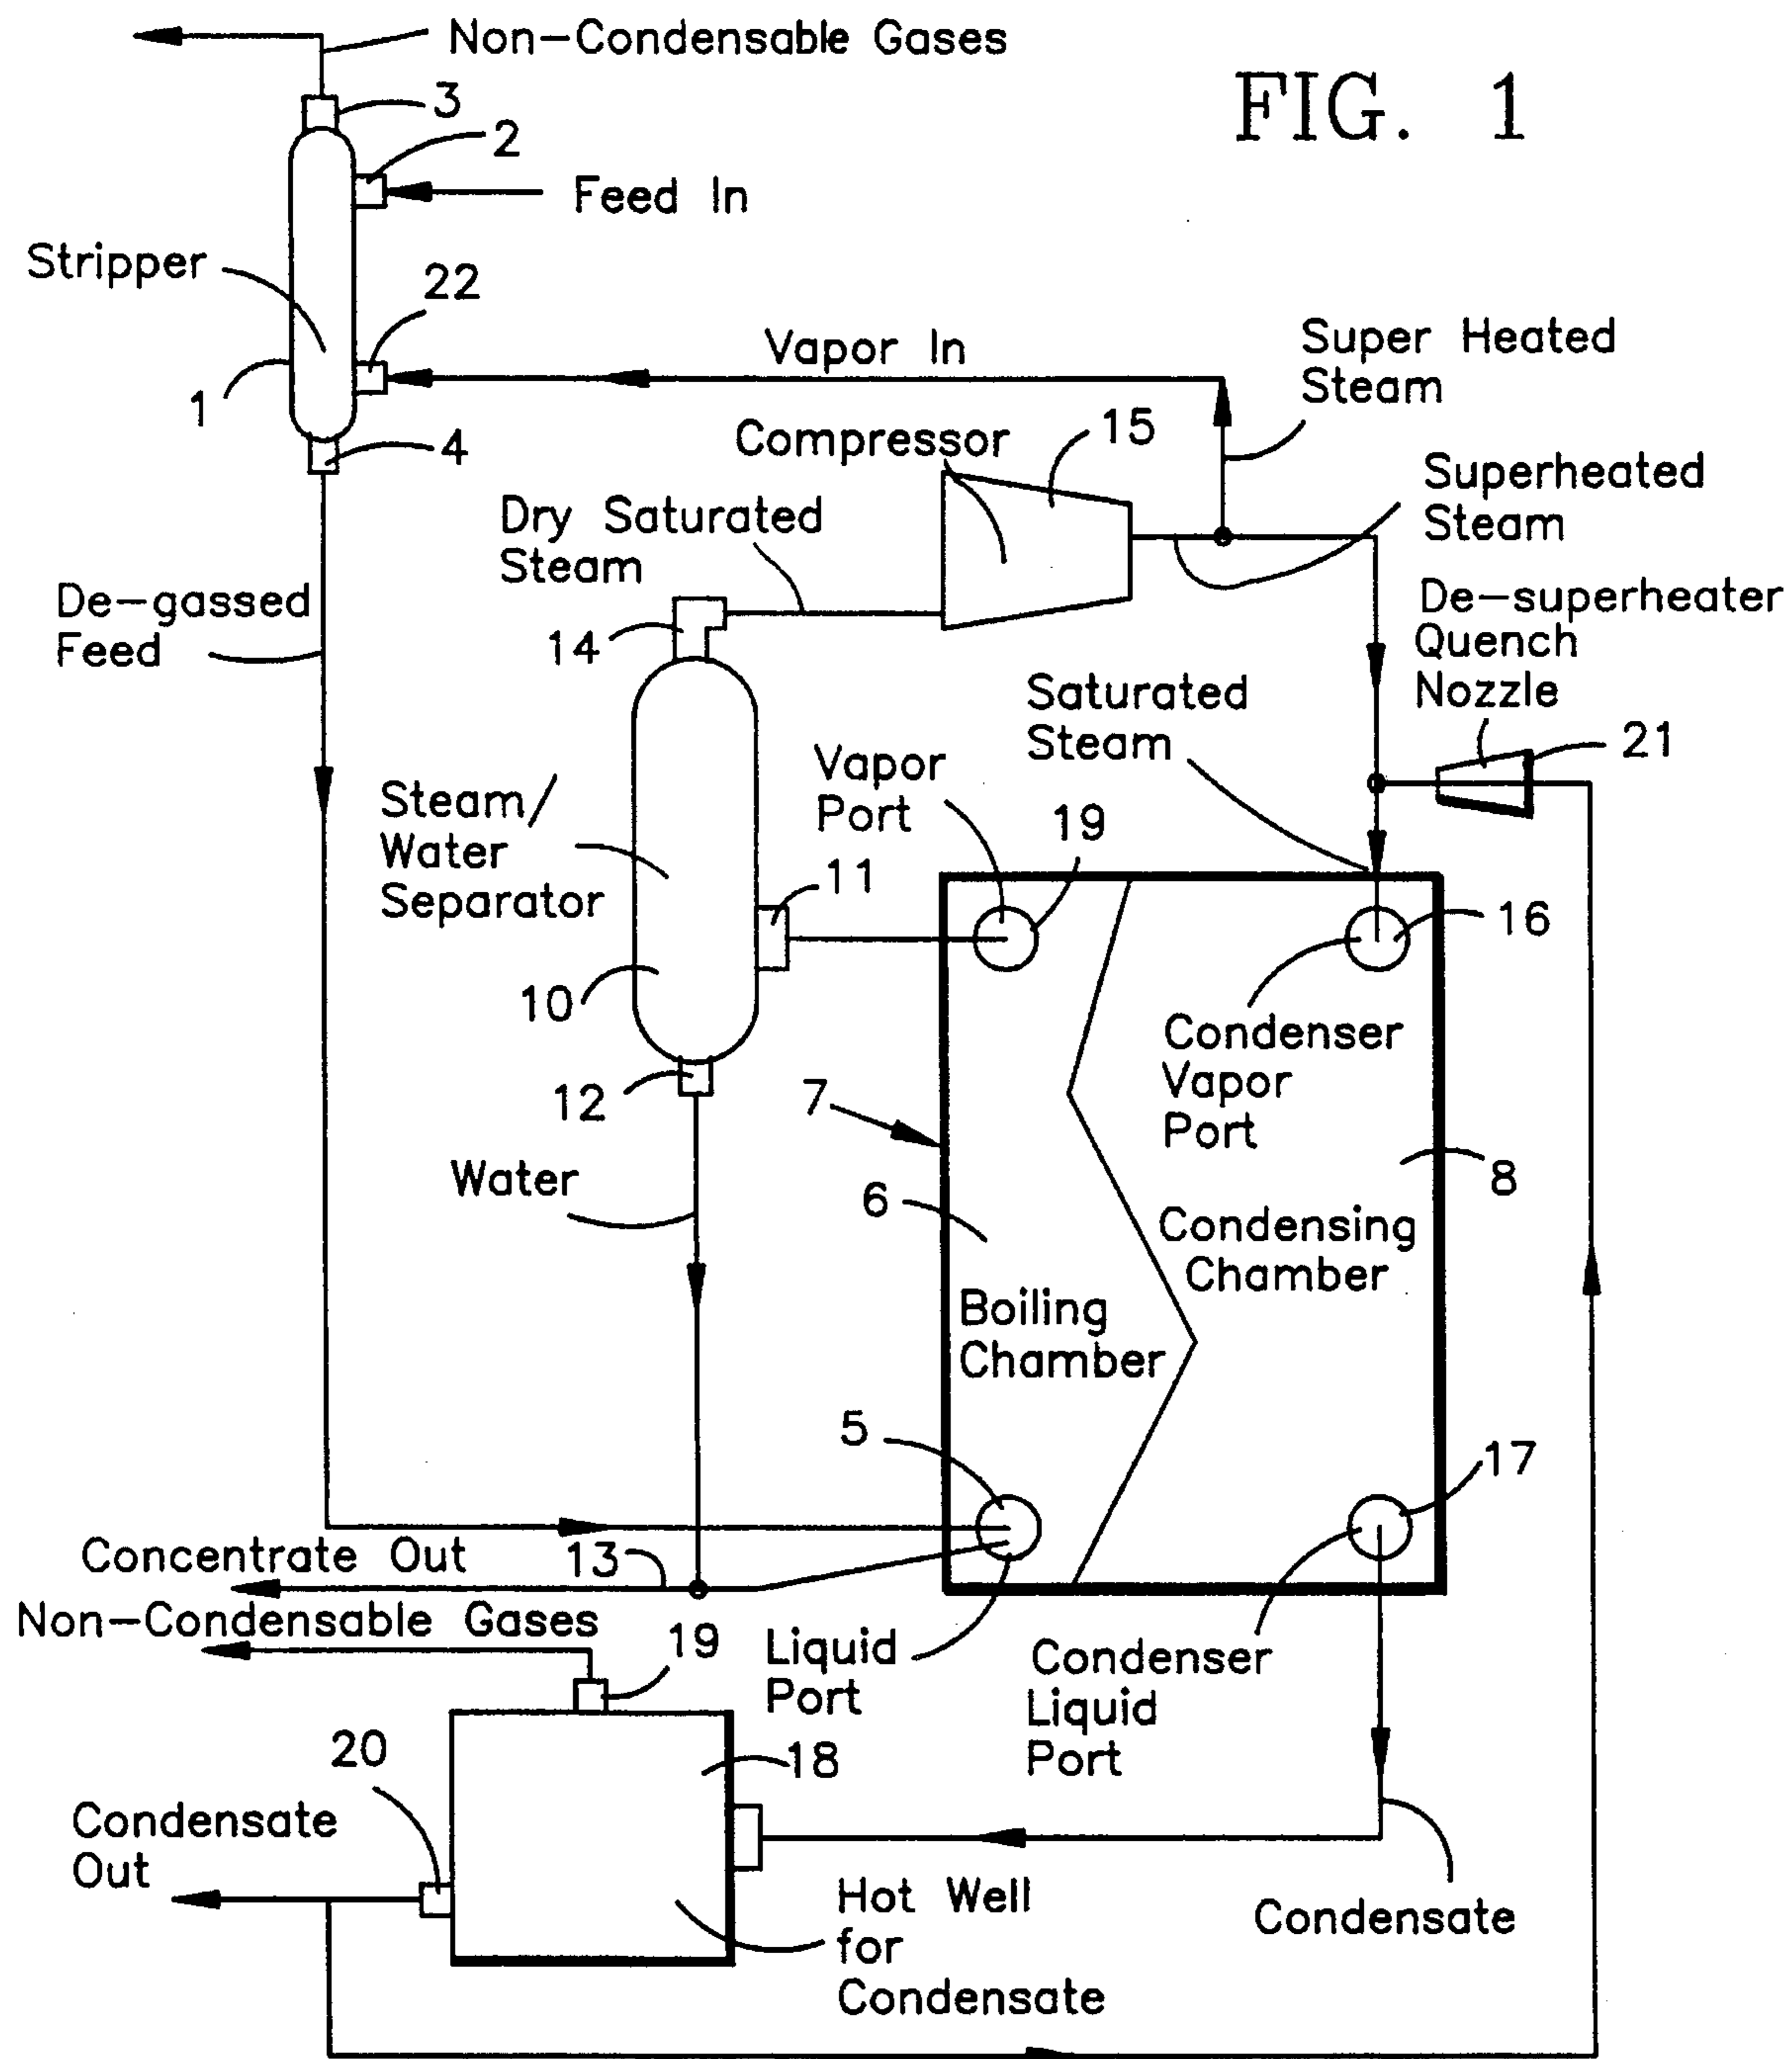 Non-Condensable Gases
FIG. 1
3
2
Feed In
Stripper
22
Vapor In
Super Heated
Steam
1
4
Compressor
15
Superheated
Steam
Dry Saturated
Steam
De-gassed
Feed
14
De-superheater
Quench
Nozzle
21
Saturated
Steam
Vapor
Port
19
Steam/
Water
Separator
11
16
10
Condenser
Vapor
Port
12
7
8
Water
6
Condensing
Chamber
Boiling
Chamber
5
17
Concentrate Out
13
Non-Condensable Gases
19
Liquid
Port
Condenser
Liquid
Port
20
18
Condensate
Out
Hot Well
for
Condensate
Condensate